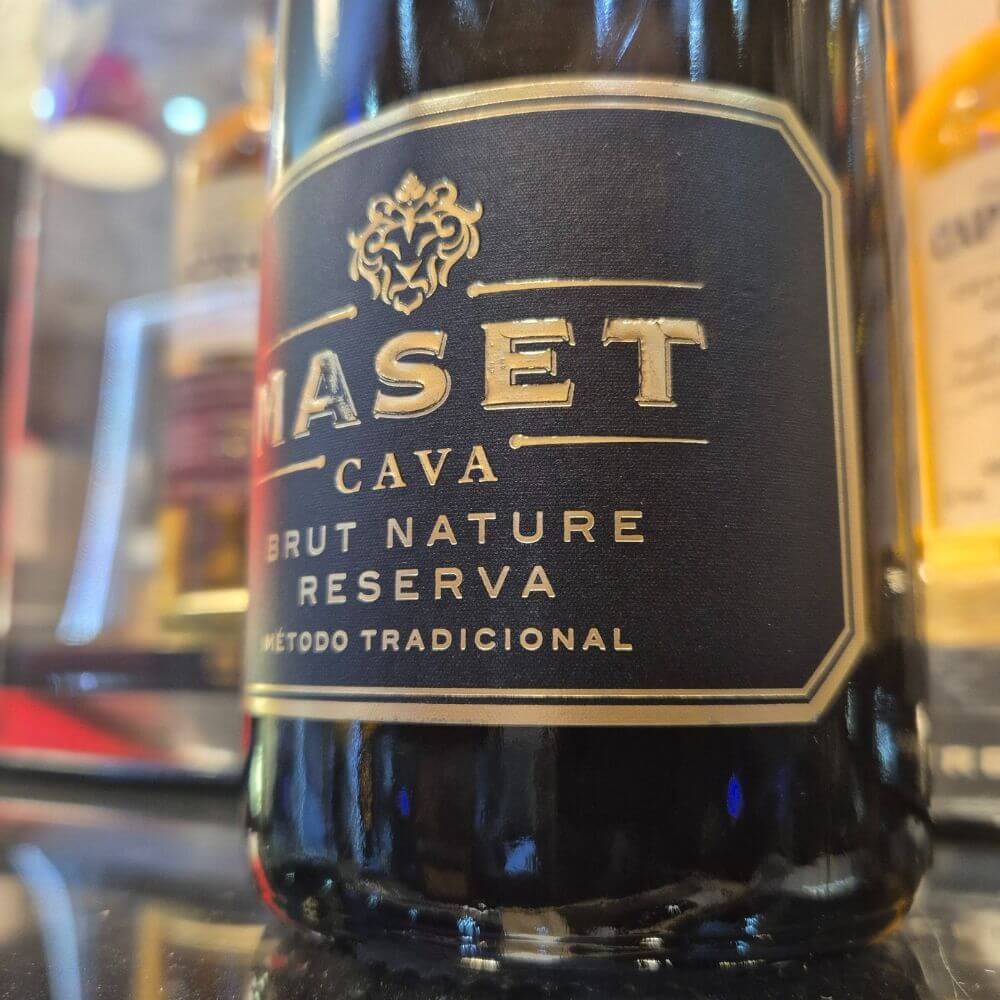 MASET
CAVA
BRUT NATURE
RESERVA
MÉTODO TRADICIONAL